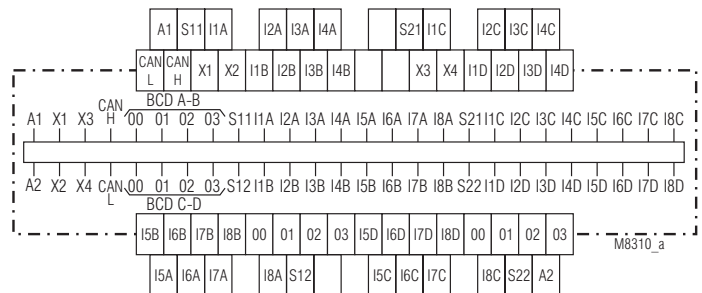 A1 S11 I1A I2A I3A I4A S21 I1C I2C I3C I4C
CAN L CAN H X1 X2 I1B I2B I3B I4B X3 X4 I1D I2D I3D I4D
BCD A-B
A1 X1 X3 CAN H 00 01 02 03 S11 I1A I2A I3A I4A I5A I6A I7A I8A S21 I1C I2C I3C I4C I5C I6C I7C I8C
A2 X2 X4 CAN L 00 01 02 03 S12 I1B I2B I3B I4B I5B I6B I7B I8B S22 I1D I2D I3D I4D I5D I6D I7D I8D
BCD C-D
I5B I6B I7B I8B 00 01 02 03 I5D I6D I7D I8D 00 01 02 03
M8310_a
I5A I6A I7A I8A S12 I5C I6C I7C I8C S22 A2